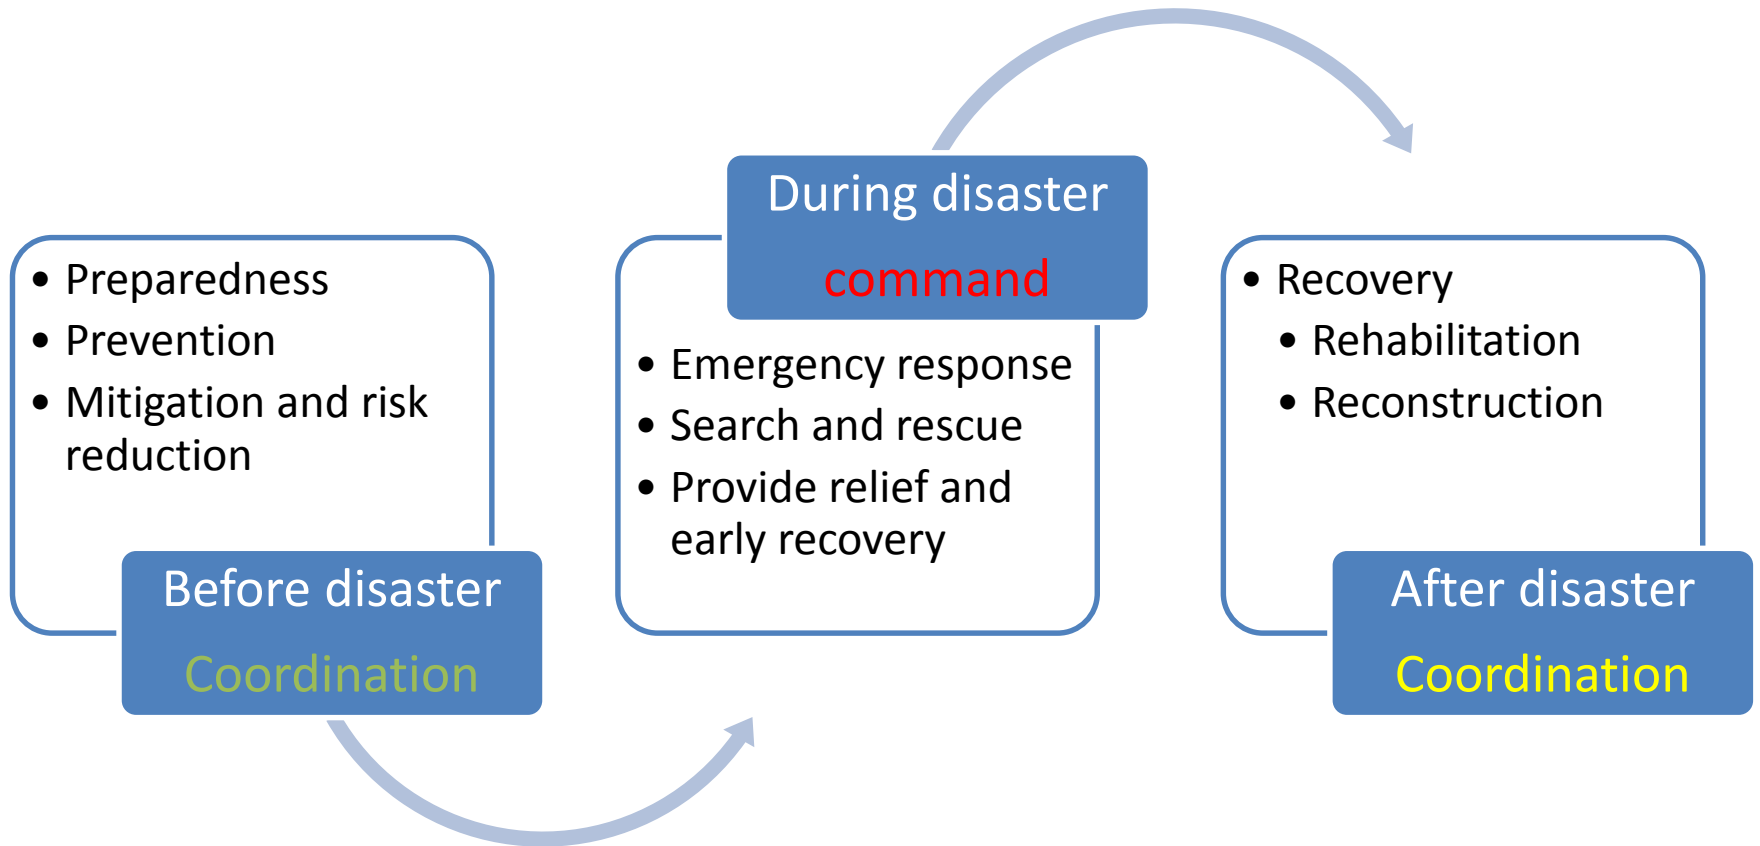 • Preparedness
• Prevention
• Mitigation and risk
reduction
Before disaster
Coordination
During disaster
command
• Emergency response
• Search and rescue
• Provide relief and
early recovery
• Recovery
• Rehabilitation
• Reconstruction
After disaster
Coordination